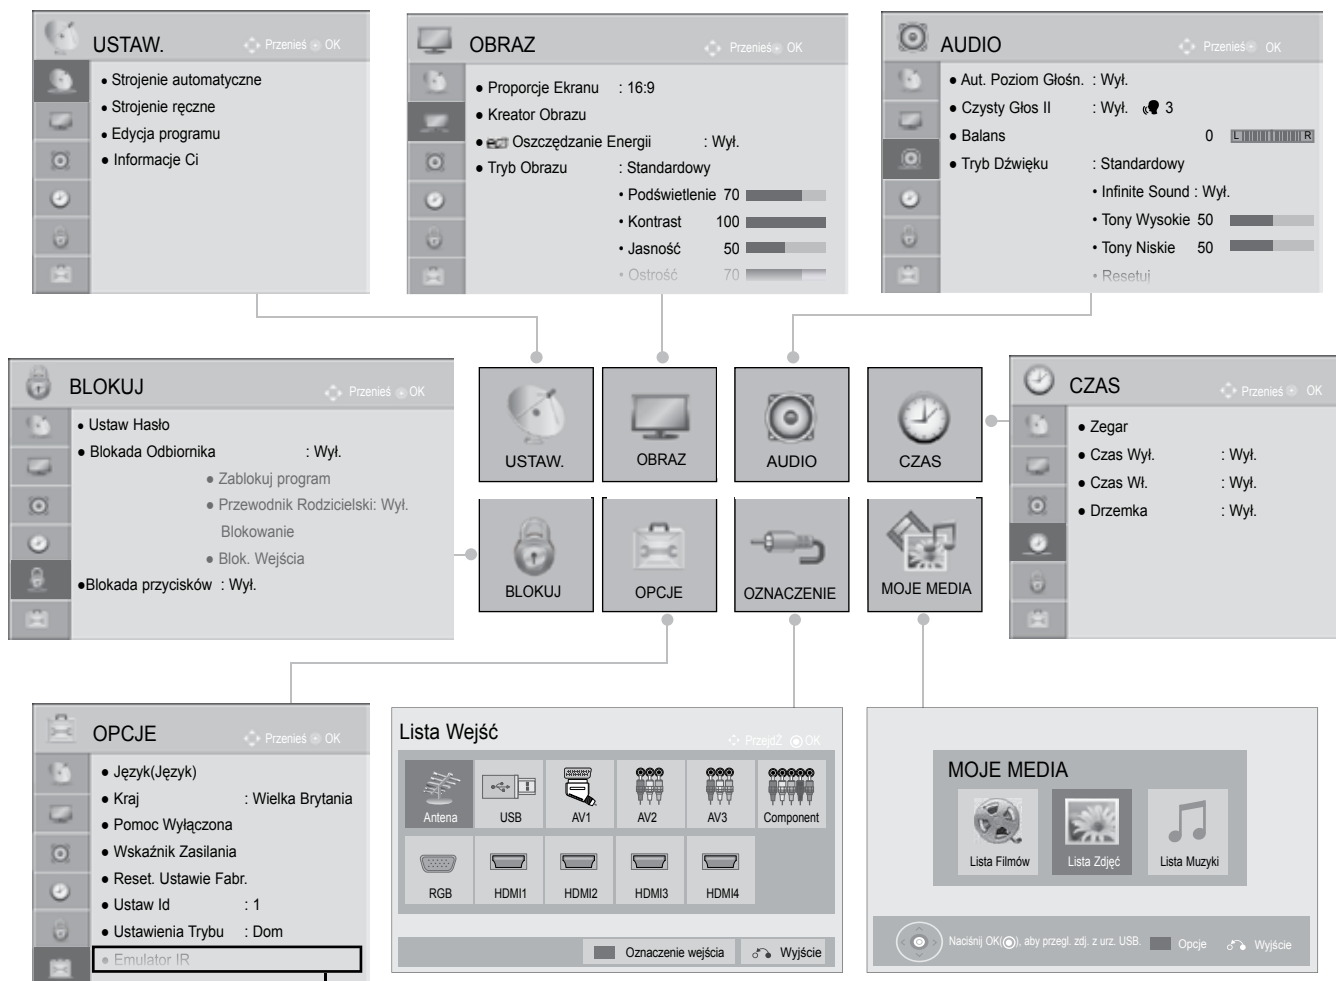 USTAW.
Przenieś OK
• Strojenie automatyczne
• Strojenie ręczne
• Edycja programu
• Informacje Ci
OBRAZ
Przenieś OK
• Proporcje Ekranu : 16:9
• Kreator Obrazu
• Oszczędzanie Energii : Wył.
• Tryb Obrazu : Standardowy
• Podświetlenie 70
• Kontrast 100
• Jasność 50
• Ostrość 70
AUDIO
Przenieś OK
• Aut. Poziom Głośn. : Wył.
• Czysty Głos II : Wył. 3
• Balans 0 L R
• Tryb Dźwięku : Standardowy
• Infinite Sound : Wył.
• Tony Wysokie 50
• Tony Niskie 50
• Resetuj
BLOKUJ
Przenieś OK
• Ustaw Hasło
• Blokada Odbiornika : Wył.
• Zablokuj program
• Przewodnik Rodzicielski: Wył.
Blokowanie
• Blok. Wejścia
•Blokada przycisków : Wył.
USTAW.
OBRAZ
AUDIO
CZAS
BLOKUJ
OPCJE
OZNACZENIE
MOJE MEDIA
CZAS
Przenieś OK
• Zegar
• Czas Wył. : Wył.
• Czas Wł. : Wył.
• Drzemka : Wył.
OPCJE
Przenieś OK
• Język(Język)
• Kraj : Wielka Brytania
• Pomoc Wyłączona
• Wskaźnik Zasilania
• Reset. Ustawie Fabr.
• Ustaw Id : 1
• Ustawienia Trybu : Dom
• Emulator IR
Lista Wejść
PrzejdŹ OK
Antena
USB
AV1
AV2
AV3
Component
RGB
HDMI1
HDMI2
HDMI3
HDMI4
Oznaczenie wejścia
Wyjście
MOJE MEDIA
Lista Filmów
Lista Zdjęć
Lista Muzyki
Naciśnij OK(◉), aby przegl. zdj. z urz. USB.
Opcje
Wyjście